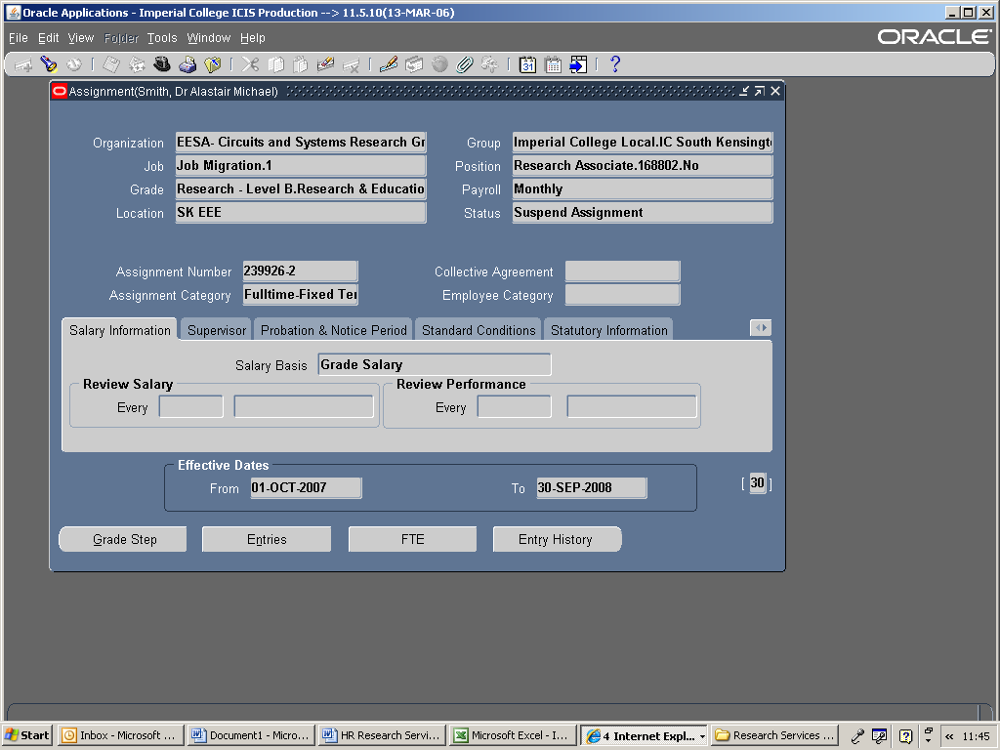 Oracle Applications - Imperial College ICIS Production --> 11.5.10(13-MAR-06)
File Edit View Folder Tools Window Help
ORACLE
Assignment(Smith, Dr Alastair Michael)
Organization EESA- Circuits and Systems Research Gr Group Imperial College Local.IC South Kensingt
Job Job Migration.1 Position Research Associate.168802.No
Grade Research - Level B.Research & Educatio Payroll Monthly
Location SK EEE Status Suspend Assignment
Assignment Number 239926-2 Collective Agreement
Assignment Category Fulltime-Fixed Ter Employee Category
Salary Information Supervisor Probation & Notice Period Standard Conditions Statutory Information
Salary Basis Grade Salary
Review Salary Review Performance
Every Every
Effective Dates
From 01-OCT-2007 To 30-SEP-2008 [ 30 ]
Grade Step Entries FTE Entry History
Start Inbox - Microsoft ... Document1 - Micro... HR Research Servi... Microsoft Excel - I... 4 Internet Expl... Research Services ... « 11:45